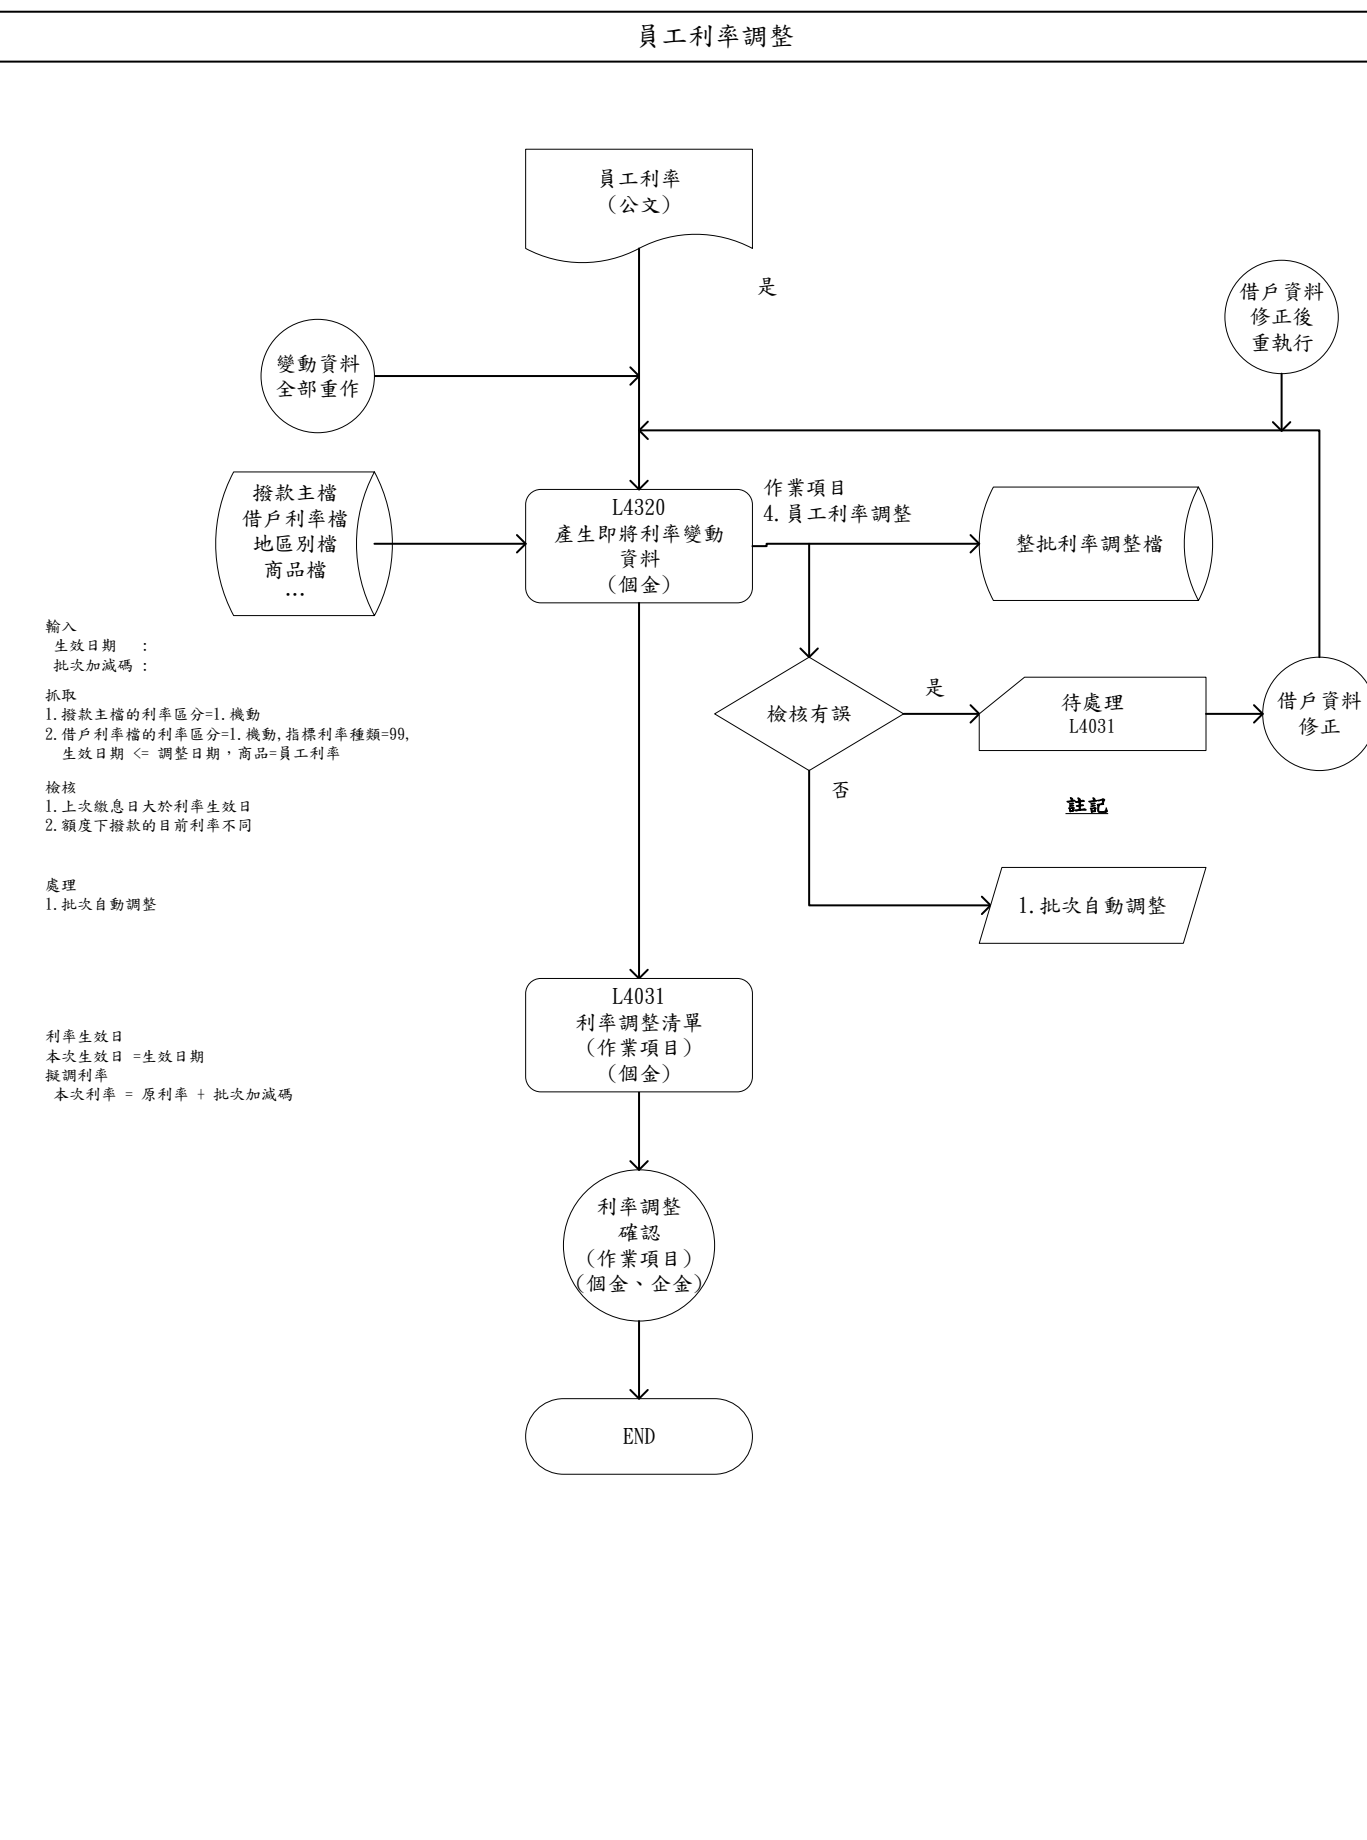 員工利率調整
員工利率
(公文)
是
借戶資料
修正後
重執行
變動資料
全部重作
撥款主檔
借戶利率檔
地區別檔
商品檔
...
L4320
產生即將利率變動
資料
(個金)
作業項目
4.員工利率調整
整批利率調整檔
輸入
生效日期 :
批次加減碼 :
抓取
1.撥款主檔的利率區分=1.機動
2.借戶利率檔的利率區分=1.機動,指標利率種類=99,
生效日期 <= 調整日期，商品=員工利率
檢核
1.上次繳息日大於利率生效日
2.額度下撥款的目前利率不同
處理
1.批次自動調整
檢核有誤
是
待處理
L4031
借戶資料
修正
否
註記
1.批次自動調整
L4031
利率調整清單
(作業項目)
(個金)
利率生效日
本次生效日 =生效日期
擬調利率
本次利率 = 原利率 + 批次加減碼
利率調整
確認
(作業項目)
(個金、企金)
END